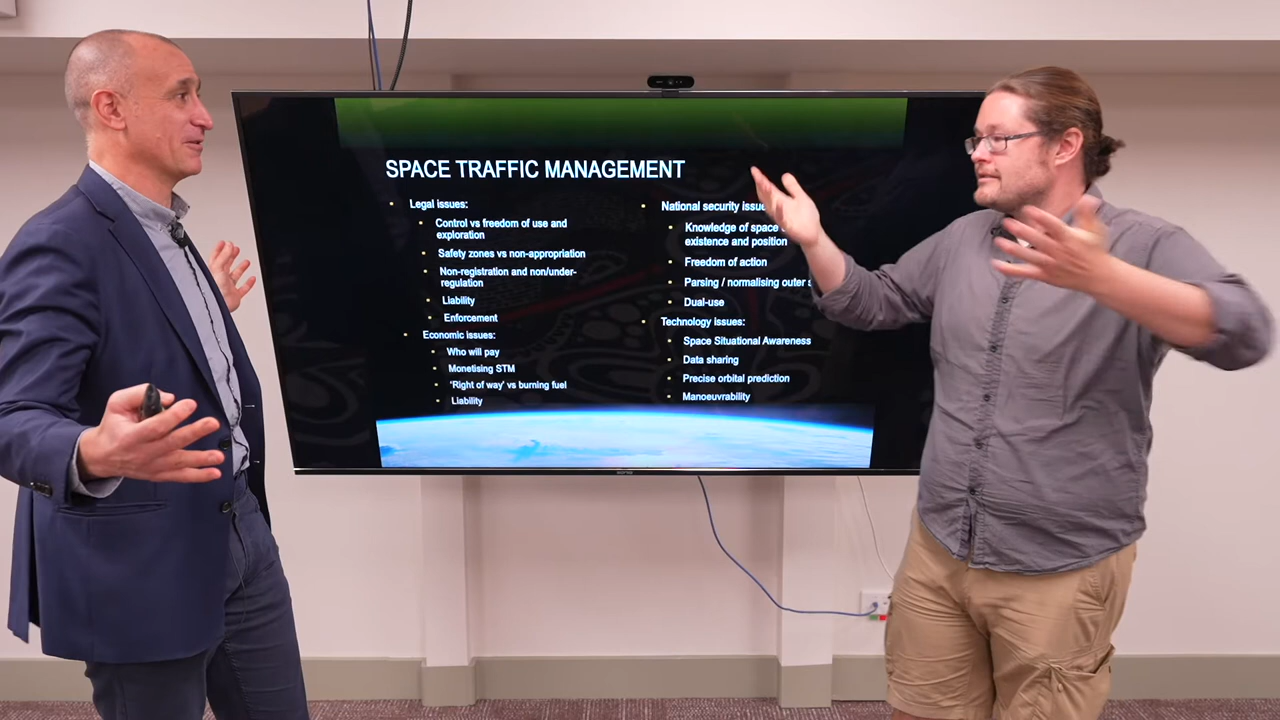 SPACE TRAFFIC MANAGEMENT
Legal issues:
Control vs freedom of use and
exploration
Safety zones vs non-appropriation
Non-registration and non/under-
regulation
Liability
Enforcement
Economic issues:
Who will pay
Monetising STM
'Right of way' vs burning fuel
Liability
National security
Knowledge of space
existence and position
Freedom of action
Parsing / normalising outer
Dual-use
Technology issues:
Space Situational Awareness
Data sharing
Precise orbital prediction
Manoeuvrability